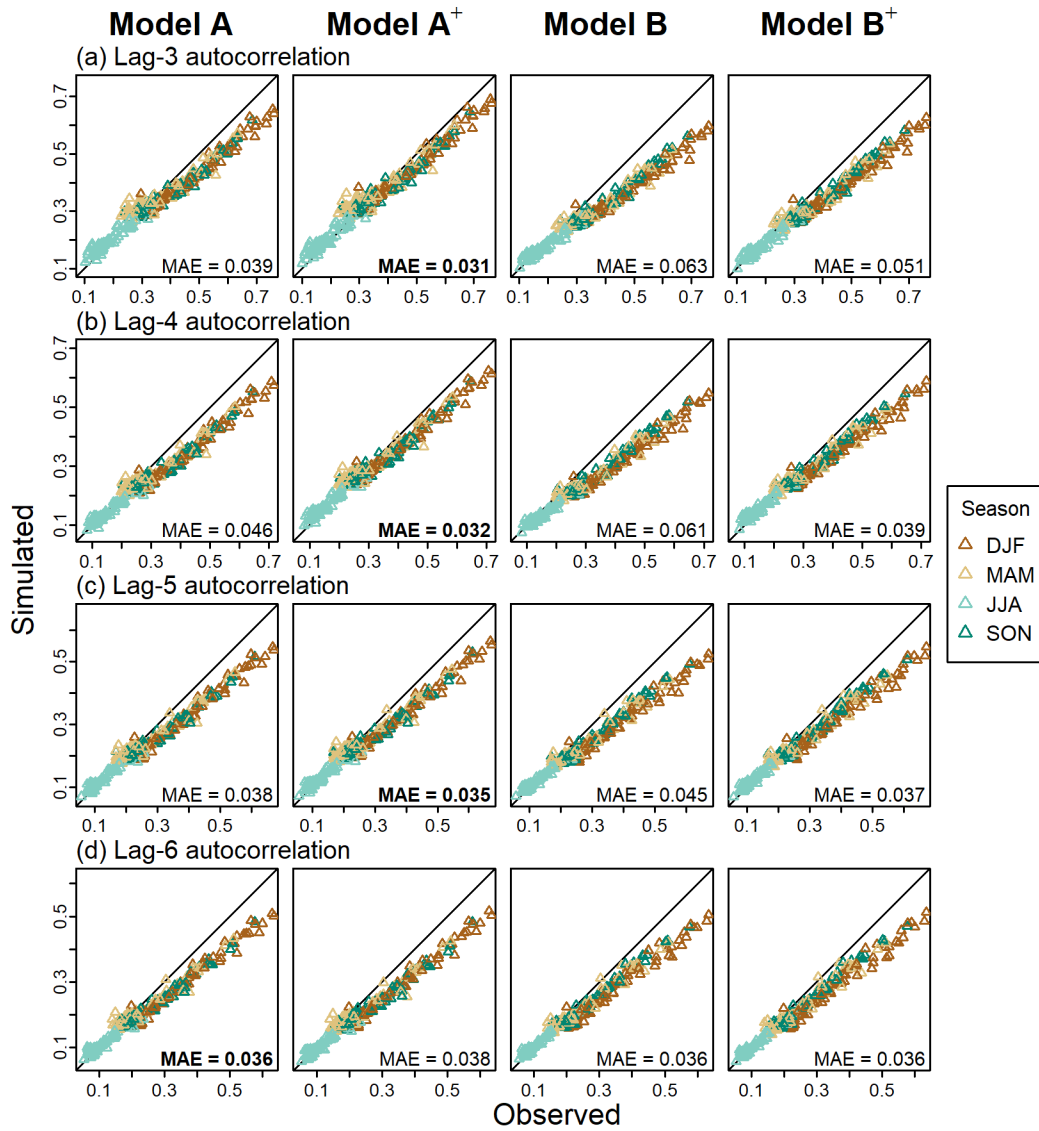 Model A Model A+ Model B Model B+
(a) Lag-3 autocorrelation
0.7
0.5
0.3
0.1
MAE = 0.039 MAE = 0.031 MAE = 0.063 MAE = 0.051
0.1 0.3 0.5 0.7 0.1 0.3 0.5 0.7 0.1 0.3 0.5 0.7 0.1 0.3 0.5 0.7
(b) Lag-4 autocorrelation
0.7
0.5
0.3
0.1
MAE = 0.046 MAE = 0.032 MAE = 0.061 MAE = 0.039
0.1 0.3 0.5 0.7 0.1 0.3 0.5 0.7 0.1 0.3 0.5 0.7 0.1 0.3 0.5 0.7
(c) Lag-5 autocorrelation
0.5
0.3
0.1
MAE = 0.038 MAE = 0.035 MAE = 0.045 MAE = 0.037
0.1 0.3 0.5 0.1 0.3 0.5 0.1 0.3 0.5 0.1 0.3 0.5
(d) Lag-6 autocorrelation
0.5
0.3
0.1
MAE = 0.036 MAE = 0.038 MAE = 0.036 MAE = 0.036
0.1 0.3 0.5 0.1 0.3 0.5 0.1 0.3 0.5 0.1 0.3 0.5
Simulated
Observed
Season
DJF
MAM
JJA
SON